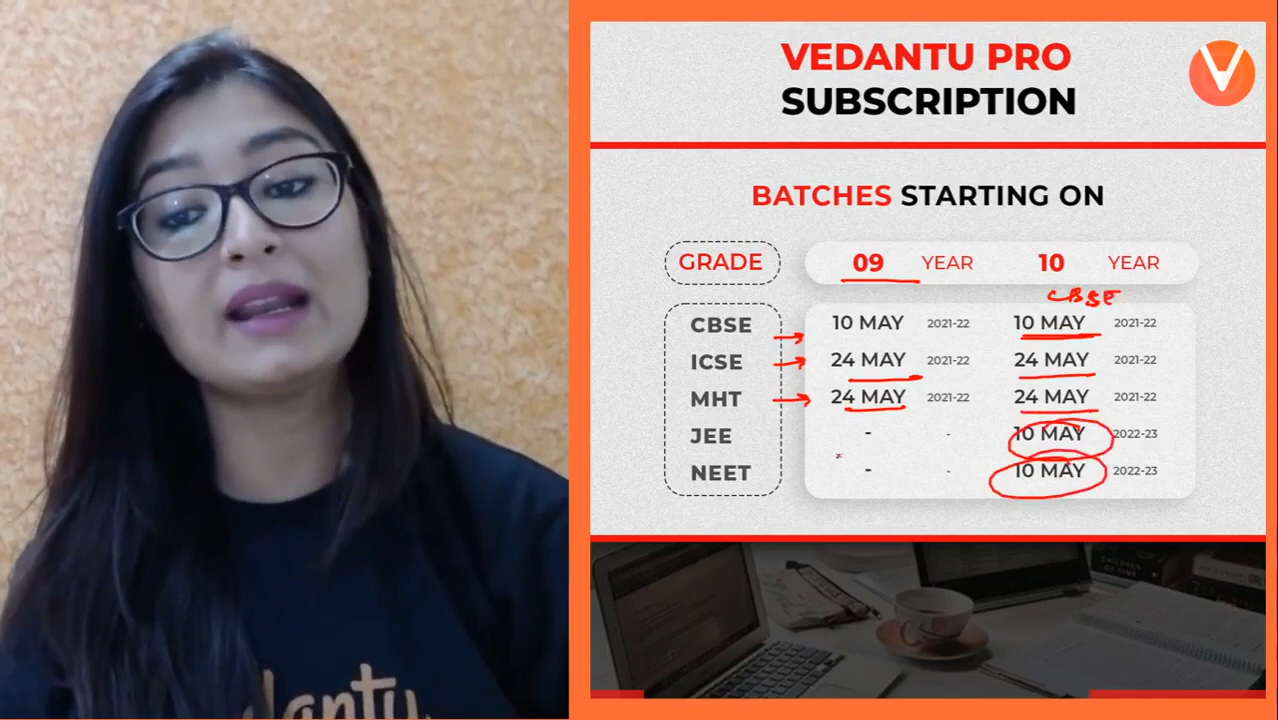 VEDANTU PRO
SUBSCRIPTION
BATCHES STARTING ON
GRADE 09 YEAR 10 YEAR
CBSE
CBSE 10 MAY 2021-22 10 MAY 2021-22
ICSE 24 MAY 2021-22 24 MAY 2021-22
MHT 24 MAY 2021-22 24 MAY 2021-22
JEE - - 10 MAY 2022-23
NEET - - 10 MAY 2022-23